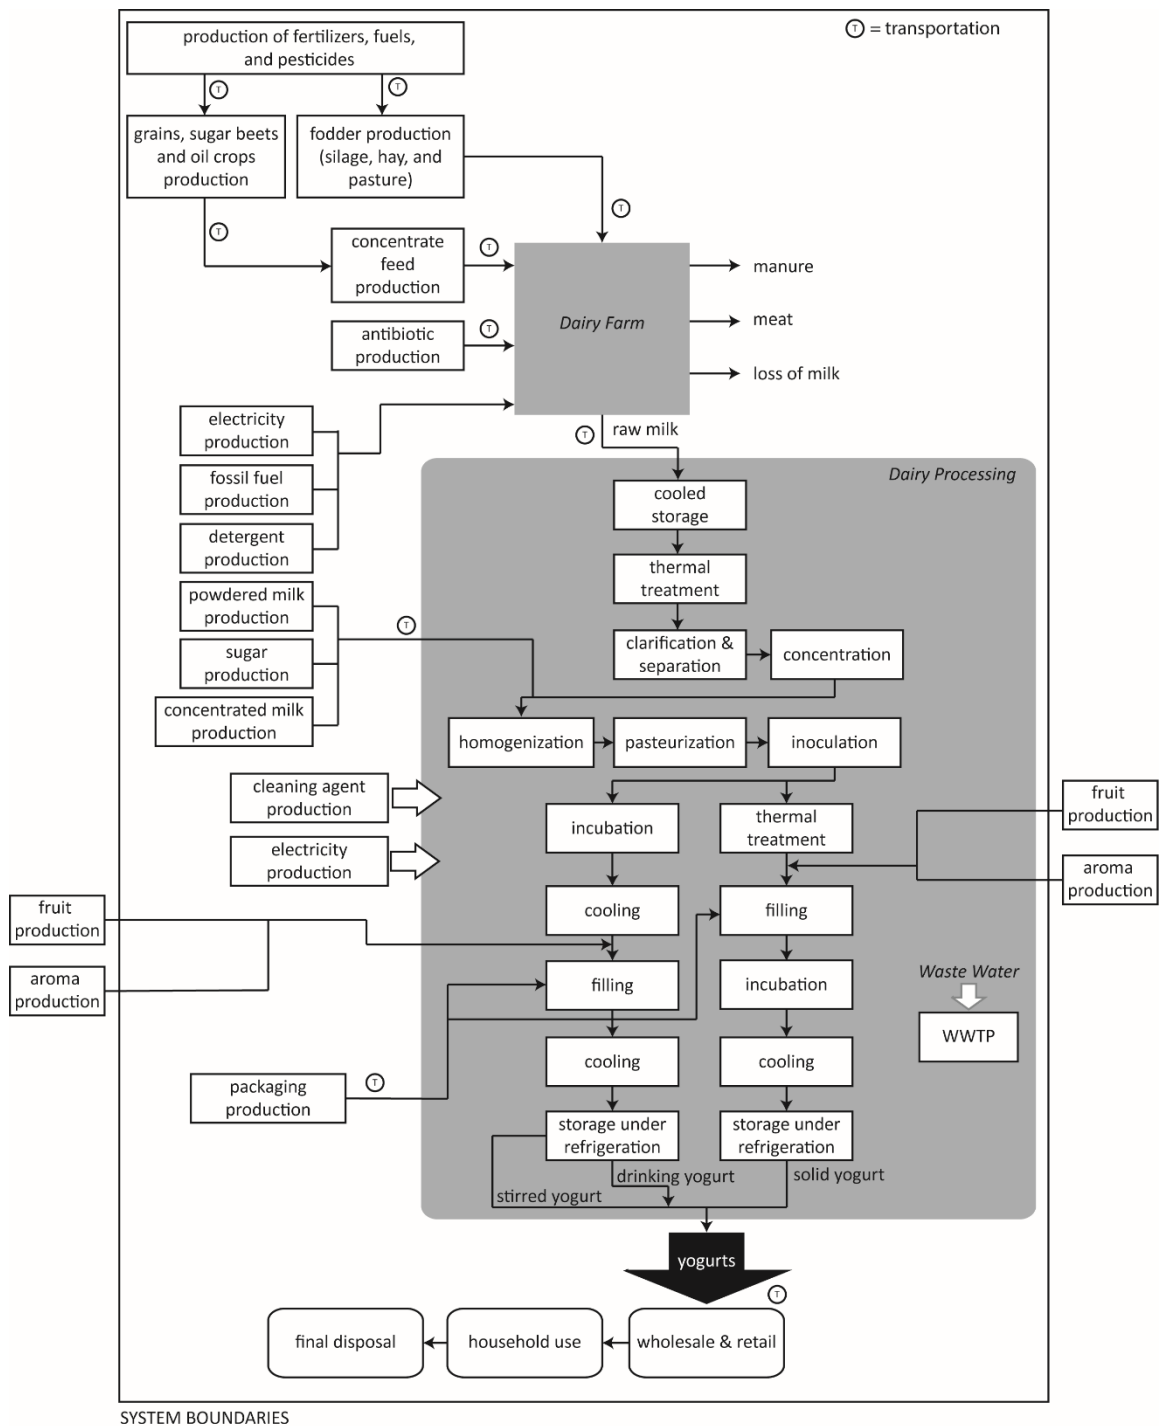 T = transportation
production of fertilizers, fuels,
and pesticides
T
T
grains, sugar beets
and oil crops
production
fodder production
(silage, hay, and
pasture)
T
T
concentrate
feed
production
T
manure
Dairy Farm
meat
antibiotic
production
T
loss of milk
electricity
production
T
raw milk
fossil fuel
production
Dairy Processing
cooled
storage
detergent
production
thermal
treatment
powdered milk
production
T
clarification &
separation
concentration
sugar
production
concentrated milk
production
homogenization
pasteurization
inoculation
cleaning agent
production
fruit
production
incubation
thermal
treatment
electricity
production
aroma
production
fruit
production
cooling
filling
aroma
production
filling
incubation
Waste Water
WWTP
cooling
cooling
packaging
production
T
storage under
refrigeration
storage under
refrigeration
drinking yogurt
solid yogurt
stirred yogurt
yogurts
T
final disposal
household use
wholesale & retail
SYSTEM BOUNDARIES